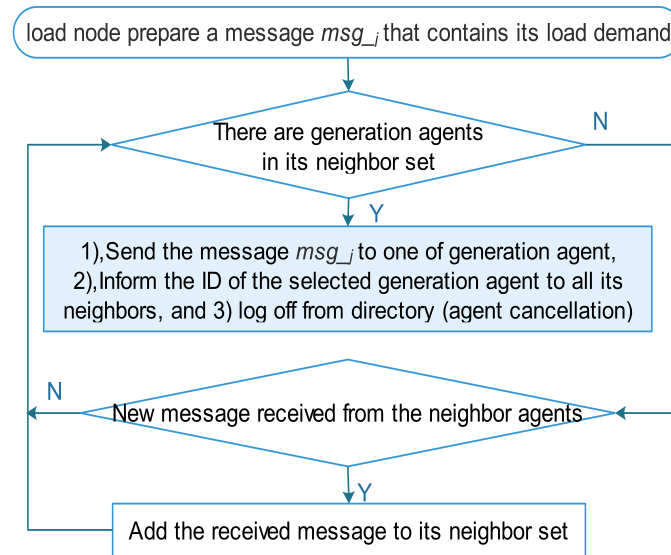 load node prepare a message msg_j that contains its load demand
There are generation agents
in its neighbor set
N
Y
1),Send the message msg_j to one of generation agent,
2),Inform the ID of the selected generation agent to all its
neighbors, and 3) log off from directory (agent cancellation)
N
New message received from the neighbor agents
Y
Add the received message to its neighbor set